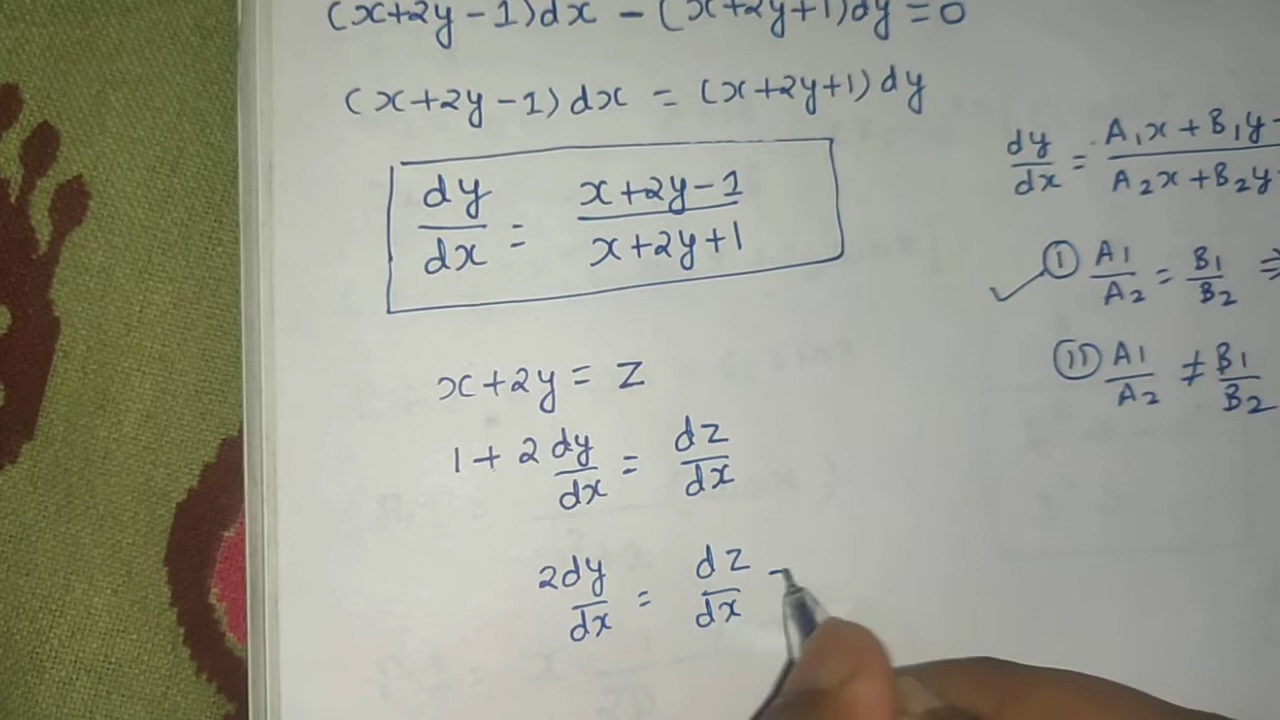 (x+2y-1)dx - (x+2y+1)dy = 0
(x+2y-1)dx = (x+2y+1)dy
dy/dx = (x+2y-1)/(x+2y+1)
x+2y = z
1+2 dy/dx = dz/dx
2dy/dx = dz/dx -
dy/dx = (A₁x + B₁y -)/(A₂x + B₂y)
✓ ① A₁/A₂ = B₁/B₂ ⇒
ⓘⓘ A₁/A₂ ≠ B₁/B₂